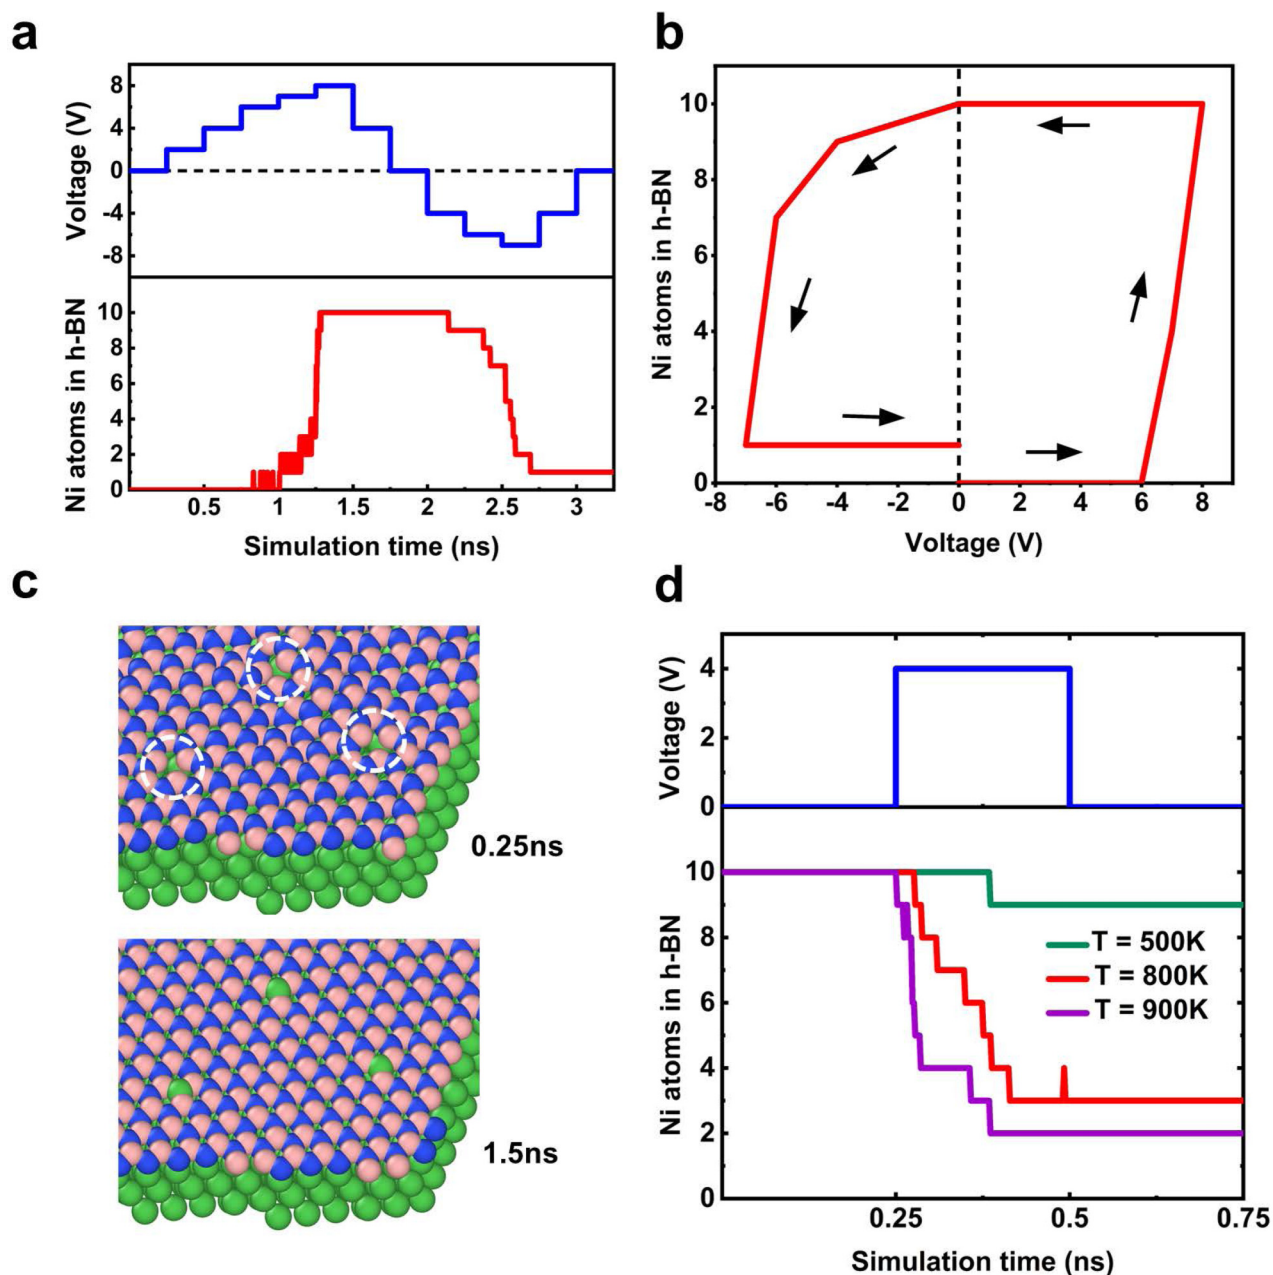 a
Voltage (V)
8
4
0
-4
-8
Ni atoms in h-BN
10
8
6
4
2
0
0.5 1 1.5 2 2.5 3
Simulation time (ns)
b
Ni atoms in h-BN
10
8
6
4
2
0
-8 -6 -4 -2 0 2 4 6 8
Voltage (V)
c
0.25ns
1.5ns
d
Voltage (V)
4
2
0
Ni atoms in h-BN
10
8
6
4
2
0
T = 500K
T = 800K
T = 900K
0.25 0.5 0.75
Simulation time (ns)